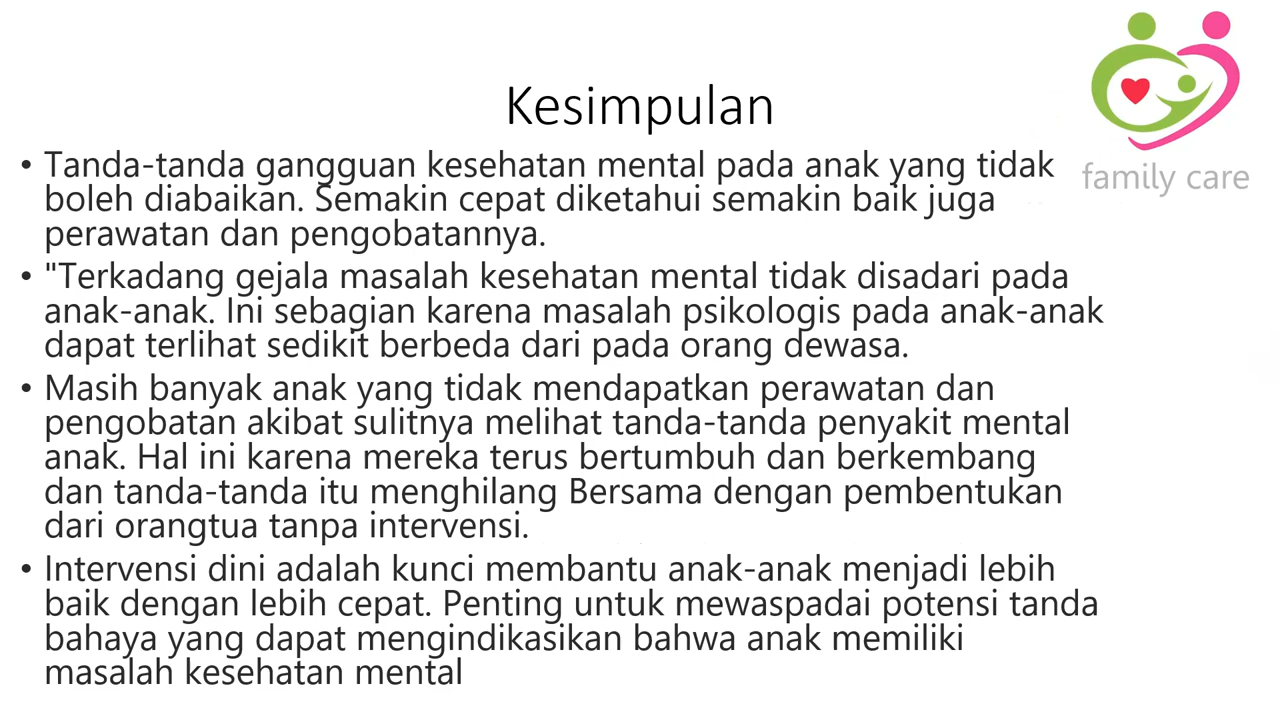 Kesimpulan
• Tanda-tanda gangguan kesehatan mental pada anak yang tidak
boleh diabaikan. Semakin cepat diketahui semakin baik juga
perawatan dan pengobatannya.
• "Terkadang gejala masalah kesehatan mental tidak disadari pada
anak-anak. Ini sebagian karena masalah psikologis pada anak-anak
dapat terlihat sedikit berbeda dari pada orang dewasa.
• Masih banyak anak yang tidak mendapatkan perawatan dan
pengobatan akibat sulitnya melihat tanda-tanda penyakit mental
anak. Hal ini karena mereka terus bertumbuh dan berkembang
dan tanda-tanda itu menghilang Bersama dengan pembentukan
dari orangtua tanpa intervensi.
• Intervensi dini adalah kunci membantu anak-anak menjadi lebih
baik dengan lebih cepat. Penting untuk mewaspadai potensi tanda
bahaya yang dapat mengindikasikan bahwa anak memiliki
masalah kesehatan mental
family care